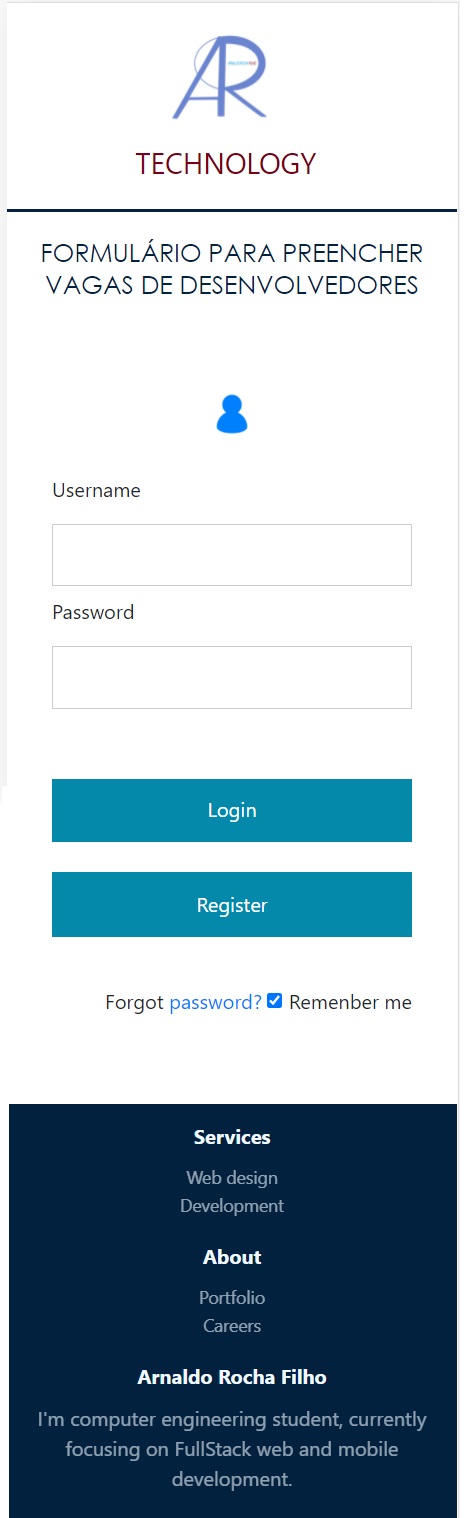 AR
TECHNOLOGY
FORMULÁRIO PARA PREENCHER
VAGAS DE DESENVOLVEDORES
Username
Password
Login
Register
Forgot password? Remenber me
Services
Web design
Development
About
Portfolio
Careers
Arnaldo Rocha Filho
I'm computer engineering student, currently
focusing on FullStack web and mobile
development.